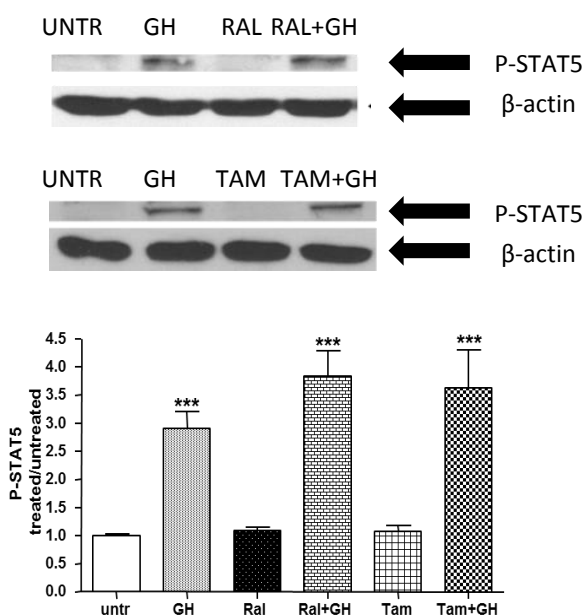 UNTR GH RAL RAL+GH
P-STAT5
β-actin
UNTR GH TAM TAM+GH
P-STAT5
β-actin
P-STAT5
treated/untreated
4.5
4.0
3.5
3.0
2.5
2.0
1.5
1.0
0.5
0.0
***
***
***
untr GH Ral Ral+GH Tam Tam+GH